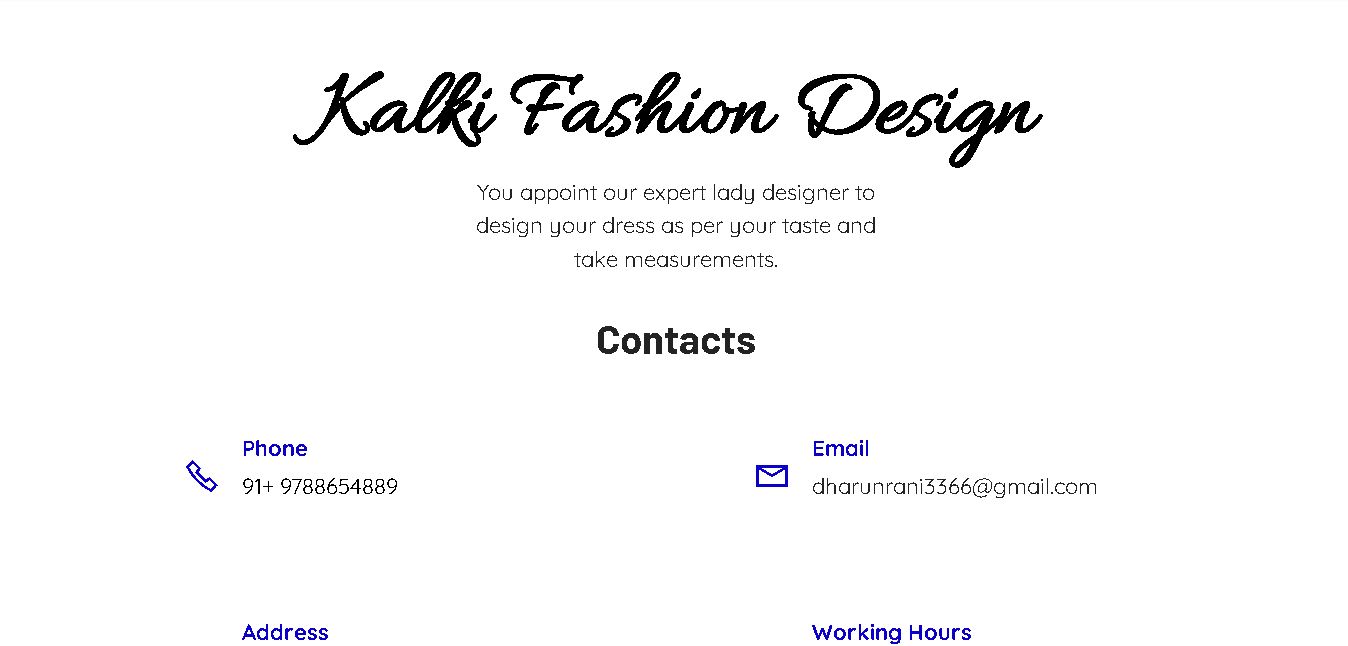 Kalki Fashion Design
You appoint our expert lady designer to
design your dress as per your taste and
take measurements.
Contacts
Phone
91+ 9788654889
Email
dharunrani3366@gmail.com
Address
Working Hours